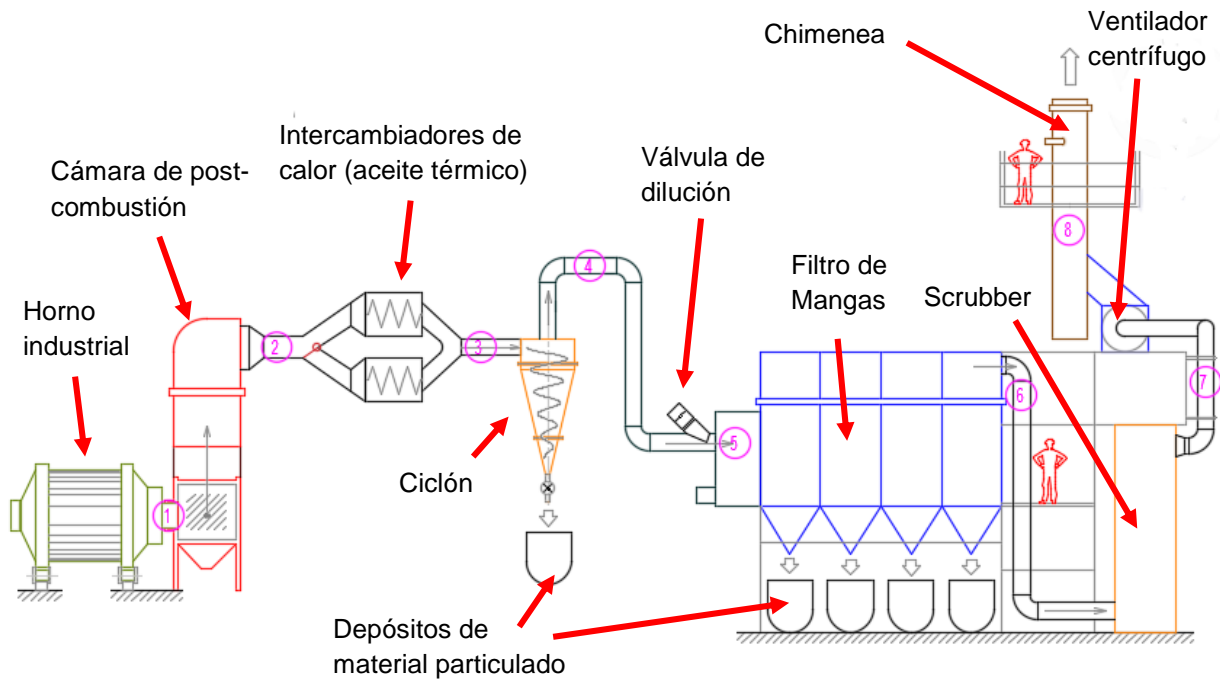 Chimenea
Ventilador
centrífugo
Intercambiadores de
calor (aceite térmico)
Válvula de
dilución
Cámara de post-
combustión
Horno
industrial
Filtro de
Mangas
Scrubber
Ciclón
Depósitos de
material particulado
1
2
3
4
5
6
7
8